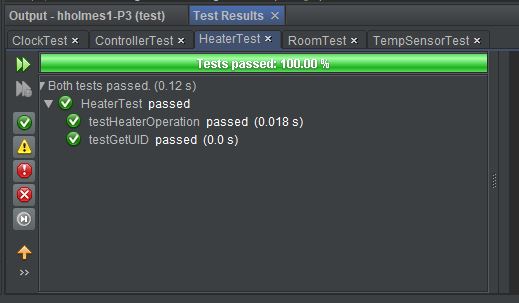 Output - hholmes1-P3 (test) Test Results ×
ClockTest × ControllerTest × HeaterTest × RoomTest × TempSensorTest ×
Tests passed: 100.00 %
Both tests passed. (0.12 s)
HeaterTest passed
testHeaterOperation passed (0.018 s)
testGetUID passed (0.0 s)
>>